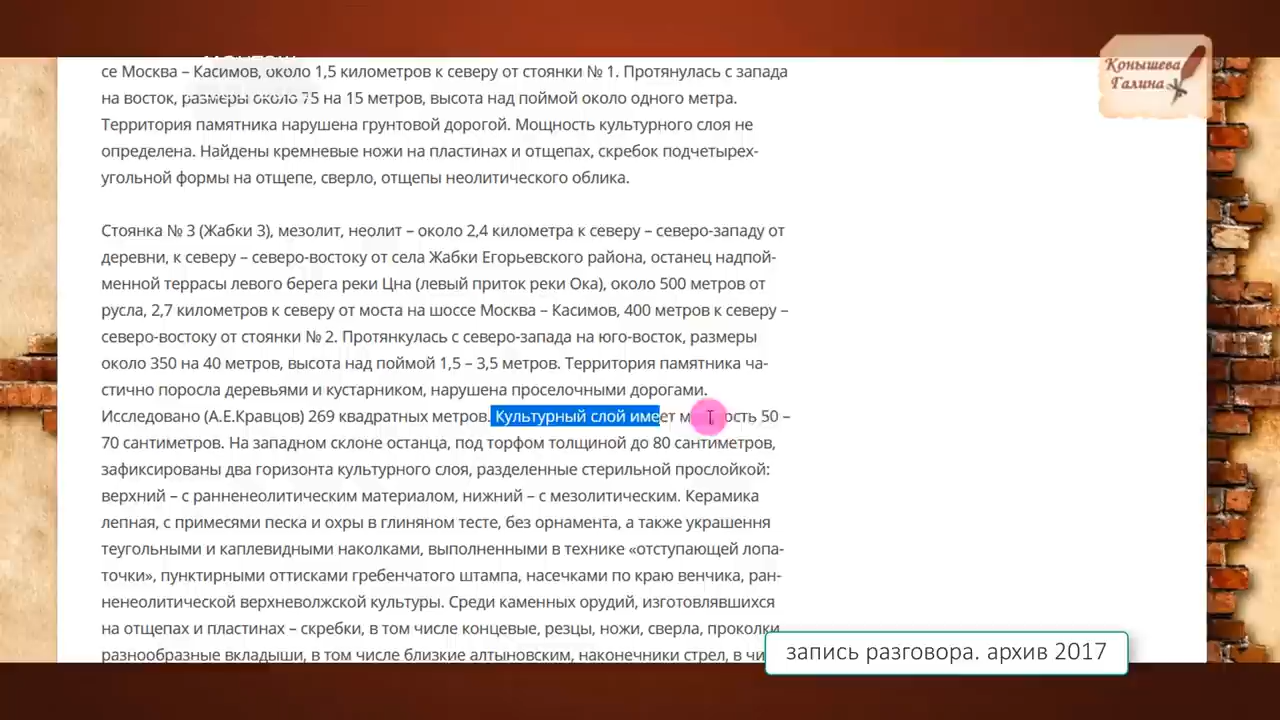 се Москва – Касимов, около 1,5 километров к северу от стоянки № 1. Протянулась с запада
на восток, размеры около 75 на 15 метров, высота над поймой около одного метра.
Территория памятника нарушена грунтовой дорогой. Мощность культурного слоя не
определена. Найдены кремневые ножи на пластинах и отщепах, скребок подчетырех-
угольной формы на отщепе, сверло, отщепы неолитического облика.
Стоянка № 3 (Жабки 3), мезолит, неолит – около 2,4 километра к северу – северо-западу от
деревни, к северу – северо-востоку от села Жабки Егорьевского района, останец надпой-
менной террасы левого берега реки Цна (левый приток реки Ока), около 500 метров от
русла, 2,7 километров к северу от моста на шоссе Москва – Касимов, 400 метров к северу –
северо-востоку от стоянки № 2. Протянкулась с северо-запада на юго-восток, размеры
около 350 на 40 метров, высота над поймой 1,5 – 3,5 метров. Территория памятника ча-
стично поросла деревьями и кустарником, нарушена проселочными дорогами.
Исследовано (А.Е.Кравцов) 269 квадратных метров. Культурный слой имеет мощность 50 –
70 сантиметров. На западном склоне останца, под торфом толщиной до 80 сантиметров,
зафиксированы два горизонта культурного слоя, разделенные стерильной прослойкой:
верхний – с ранненеолитическим материалом, нижний – с мезолитическим. Керамика
лепная, с примесями песка и охры в глиняном тесте, без орнамента, а также украшення
теугольными и каплевидными наколками, выполненными в технике «отступающей лопа-
точки», пунктирными оттисками гребенчатого штампа, насечками по краю венчика, ран-
ненеолитической верхневолжской культуры. Среди каменных орудий, изготовлявшихся
на отщепах и пластинах – скребки, в том числе концевые, резцы, ножи, сверла, проколки,
разнообразные вкладыши, в том числе близкие алтыновским, наконечники стрел, в чи
Конышева
Галина
запись разговора. архив 2017